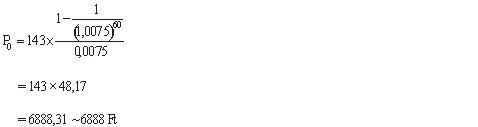 P₀ = 143 × (1 − 1/(1,0075)⁶⁰)/0,0075
= 143 × 48,17
= 6888,31 ~6888 Ft